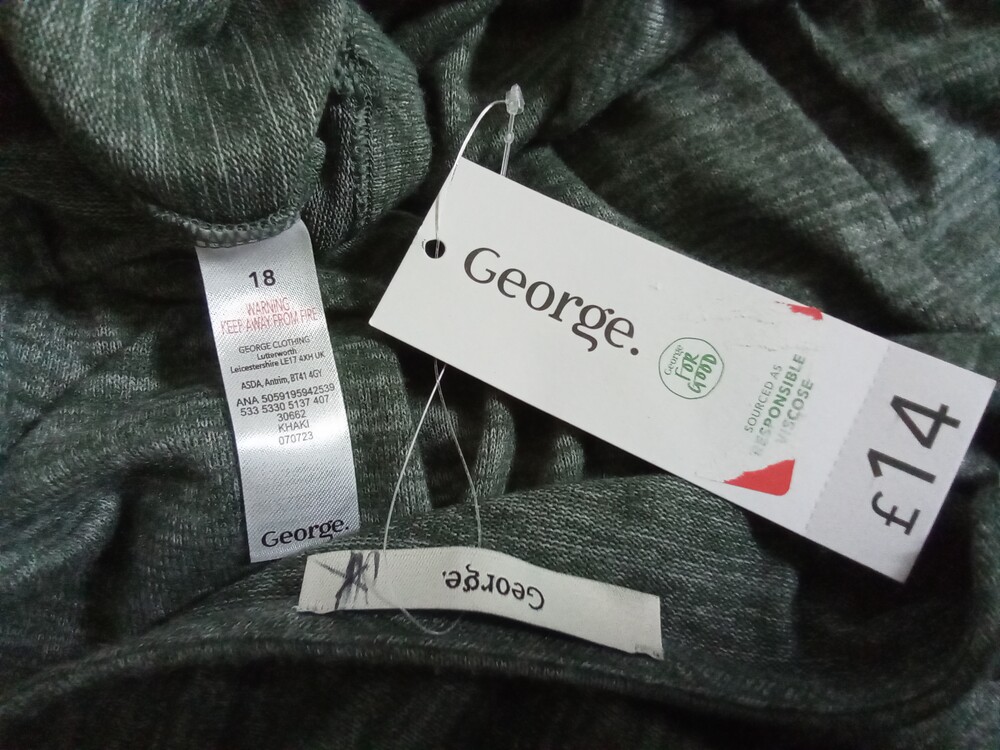 18
WARNING
KEEP AWAY FROM FIRE
GEORGE CLOTHING
Lutterworth
Leicestershire LE17 4XH UK
ASDA, Antrim, BT41 4GY
ANA 5059195942539
533 5330 5137 407
30662
KHAKI
070723
George.
George.
George
FOR
GOOD
SOURCED AS
RESPONSIBLE
VISCOSE
£14
George.